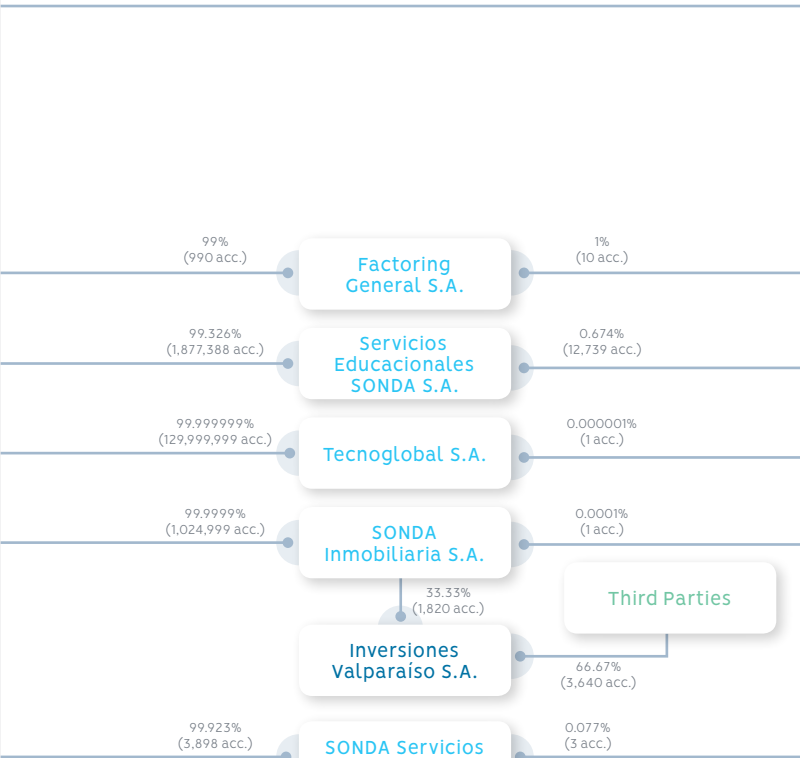 99%
(990 acc.)
Factoring
General S.A.
1%
(10 acc.)
99.326%
(1,877,388 acc.)
Servicios
Educacionales
SONDA S.A.
0.674%
(12,739 acc.)
99.999999%
(129,999,999 acc.)
Tecnoglobal S.A.
0.000001%
(1 acc.)
99.9999%
(1,024,999 acc.)
SONDA
Inmobiliaria S.A.
0.0001%
(1 acc.)
33.33%
(1,820 acc.)
Third Parties
Inversiones
Valparaíso S.A.
66.67%
(3,640 acc.)
99.923%
(3,898 acc.)
SONDA Servicios
0.077%
(3 acc.)